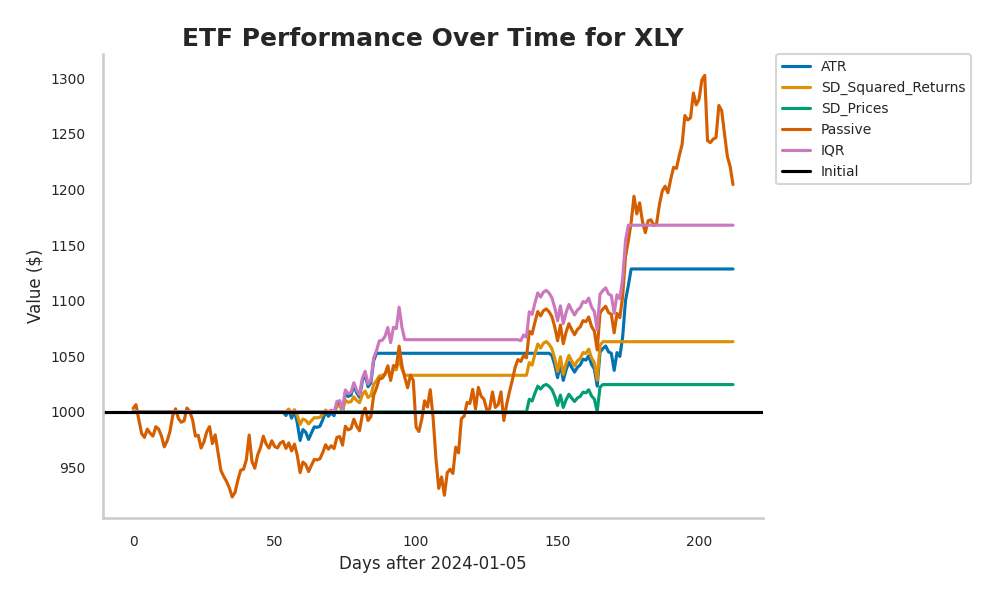 ETF Performance Over Time for XLY
1300
1250
1200
1150
1100
1050
1000
950
Value ($)
0 50 100 150 200
Days after 2024-01-05
ATR
SD_Squared_Returns
SD_Prices
Passive
IQR
Initial